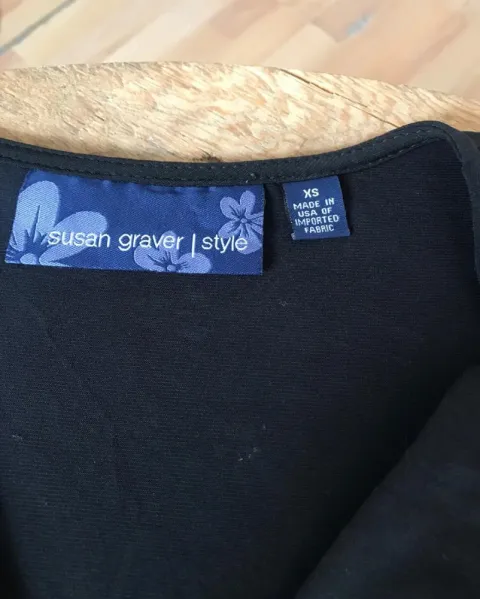 susan graver | style
XS
MADE IN
USA OF
IMPORTED
FABRIC